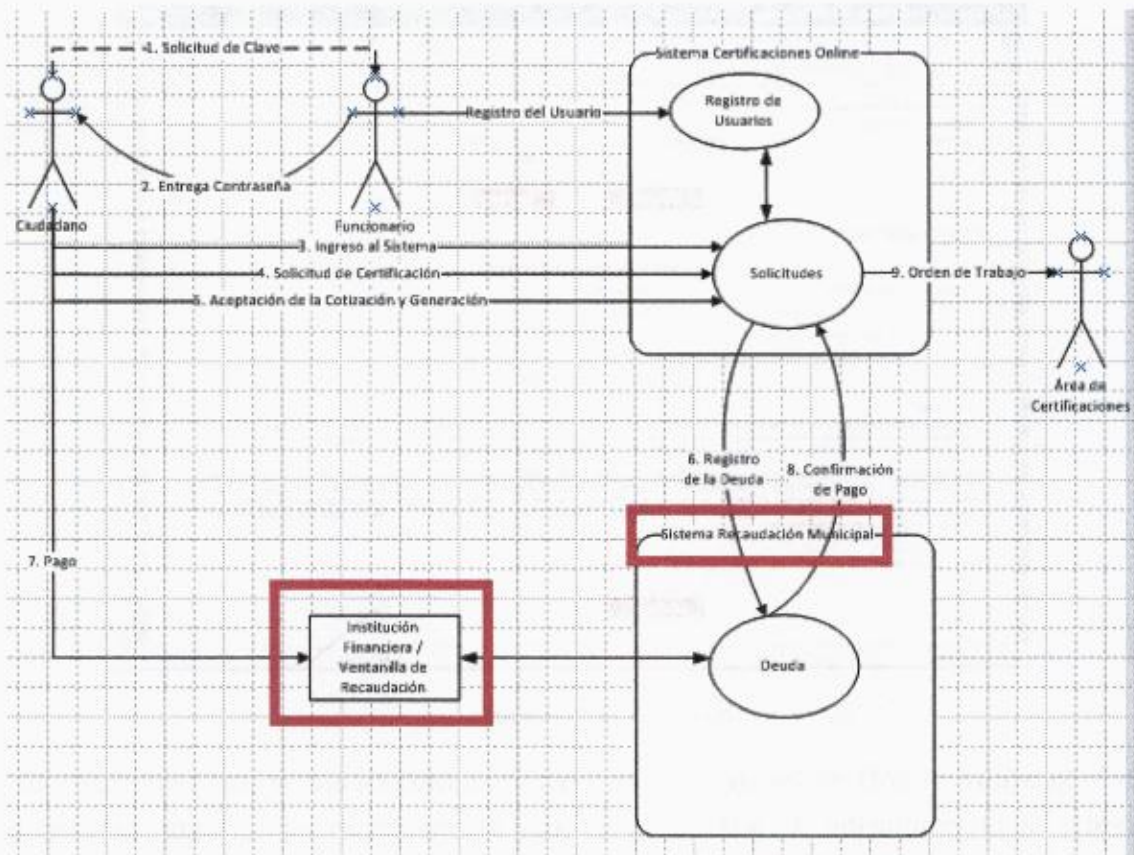 1. Solicitud de Clave
Sistema Certificaciones Online
Registro de
Usuarios
Registro del Usuario
2. Entrega Contraseña
Ciudadano
Funcionario
3. Ingreso al Sistema
4. Solicitud de Certificación
Solicitudes
9. Orden de Trabajo
5. Aceptación de la Cotización y Generación
Área de
Certificaciones
6. Registro
de la Deuda
8. Confirmación
de Pago
Sistema Recaudación Municipal
7. Pago
Institución
Financiera /
Ventanilla de
Recaudación
Deuda